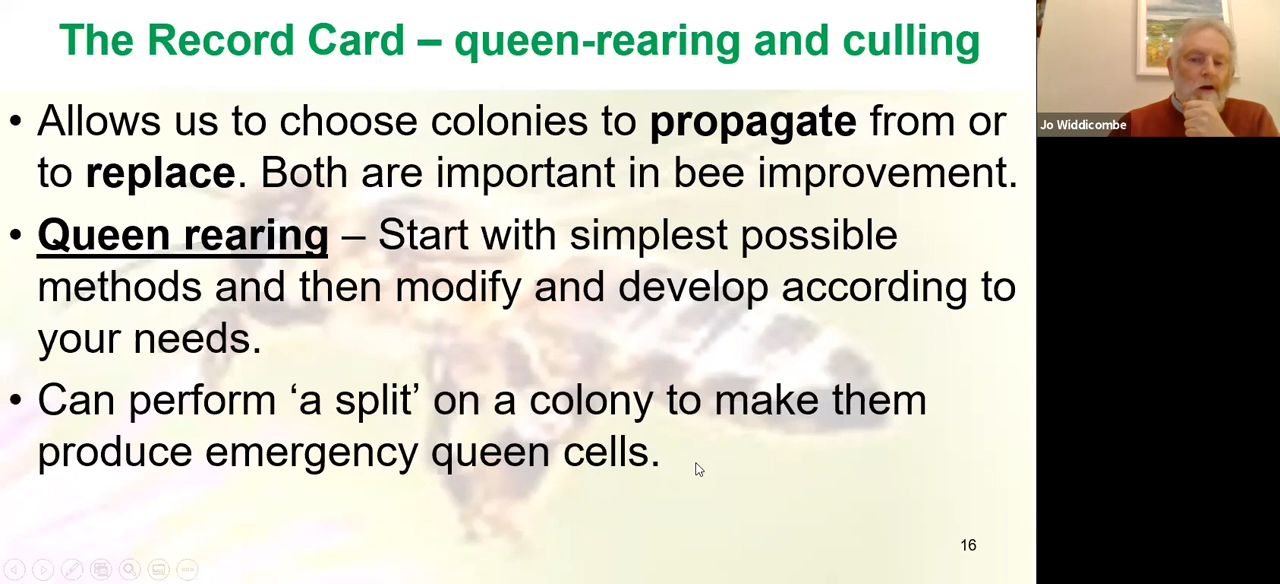 The Record Card – queen-rearing and culling
• Allows us to choose colonies to propagate from or
to replace. Both are important in bee improvement.
• Queen rearing – Start with simplest possible
methods and then modify and develop according to
your needs.
• Can perform ‘a split’ on a colony to make them
produce emergency queen cells.
16
Jo Widdicombe